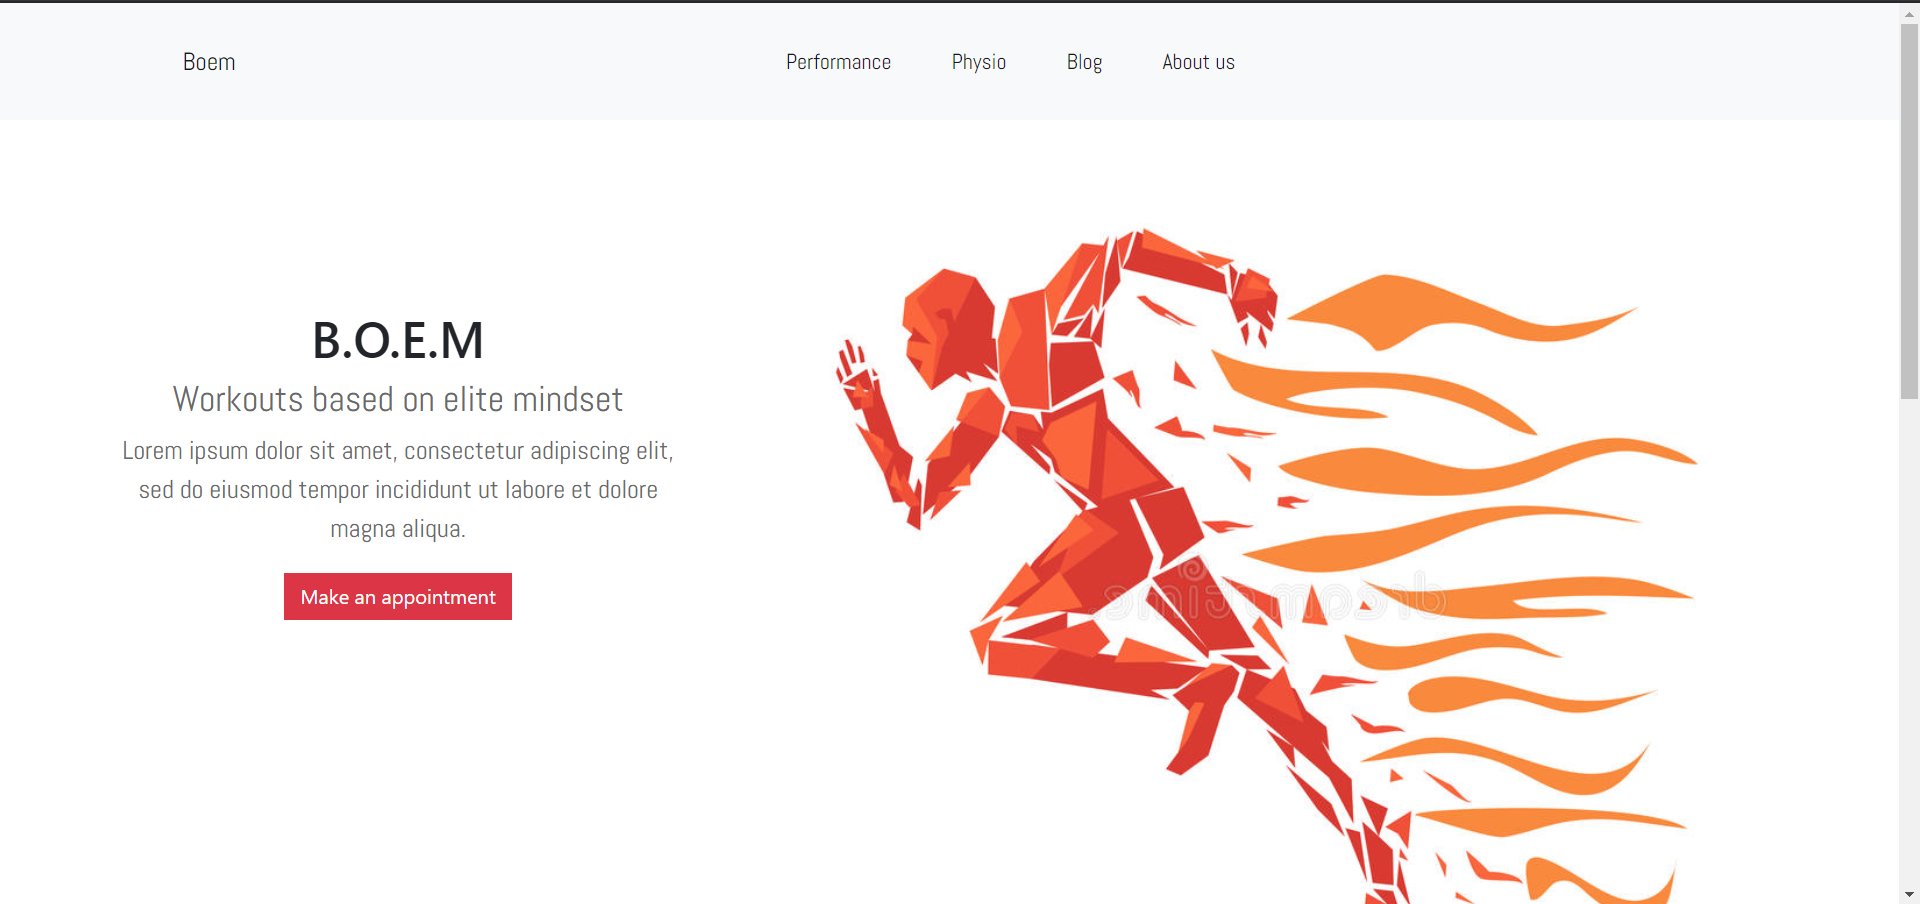 Boem
Performance
Physio
Blog
About us
B.O.E.M
Workouts based on elite mindset
Lorem ipsum dolor sit amet, consectetur adipiscing elit,
sed do eiusmod tempor incididunt ut labore et dolore
magna aliqua.
Make an appointment